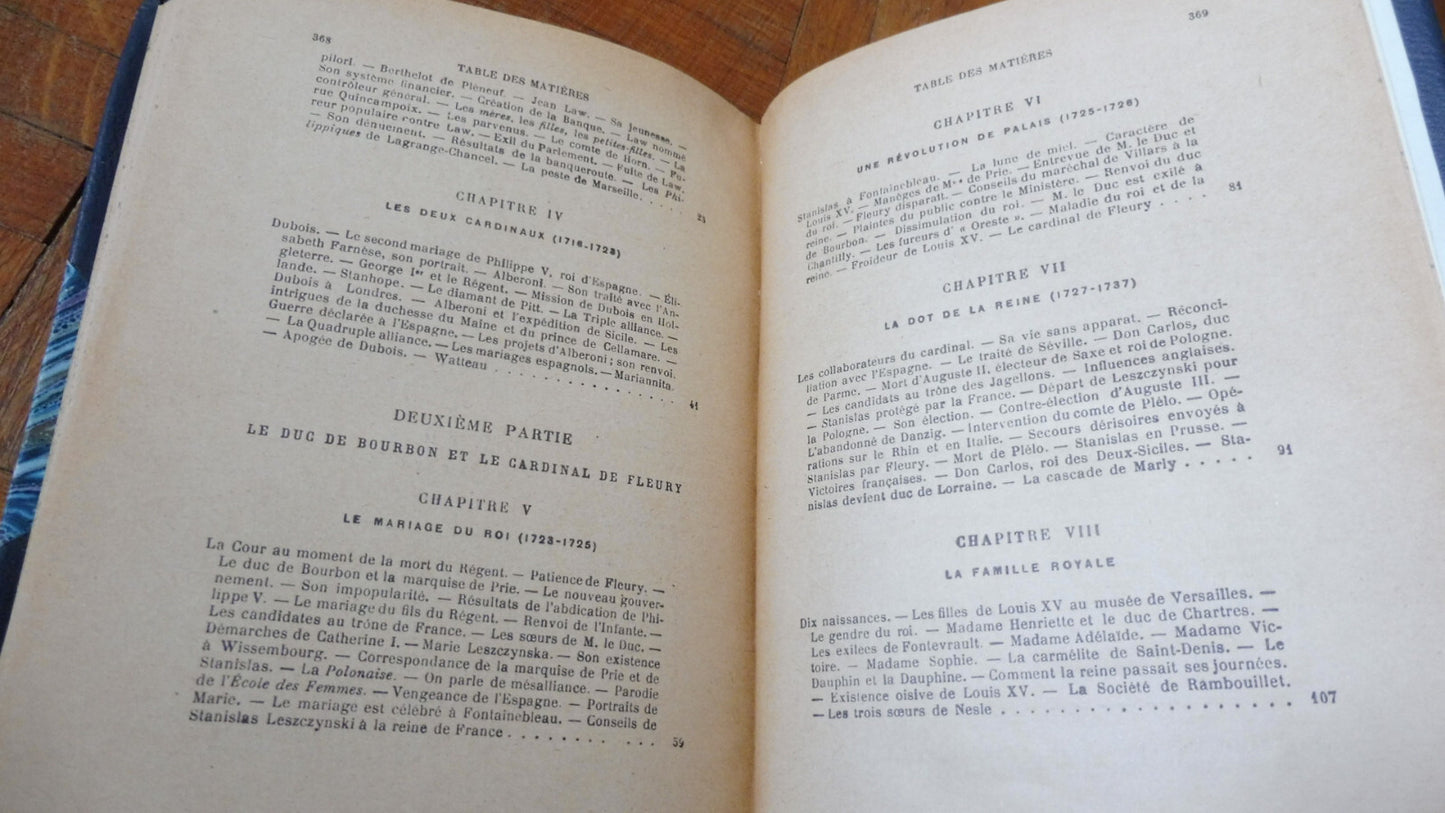 368
TABLE DES MATIÈRES
pilori. — Berthelot de Pléneuf. — Jean Law. — Sa jeunesse. —
Son système financier. — Création de la Banque. — Law nommé
contrôleur général. — Les mères, les filles, les petites-filles. — La
rue Quincampoix. — Les parvenus. — Le comte de Horn. — Fu-
reur populaire contre Law. — Exil du Parlement. — Fuite de Law.
— Son dénuement. — Résultats de la banqueroute. — Les Phi-
lippiques de Lagrange-Chancel. — La peste de Marseille. . . . . 23
CHAPITRE IV
LES DEUX CARDINAUX (1716-1723)
Dubois. — Le second mariage de Philippe V, roi d'Espagne. — Éli-
sabeth Farnèse, son portrait. — Alberoni. — Son traité avec l'An-
gleterre. — George Ier et le Régent. — Mission de Dubois en Hol-
lande. — Stanhope. — Le diamant de Pitt. — La Triple alliance. —
Dubois à Londres. — Alberoni et l'expédition de Sicile. — Les
intrigues de la duchesse du Maine et du prince de Cellamare. —
Guerre déclarée à l'Espagne. — Les projets d'Alberoni ; son renvoi.
— La Quadruple alliance. — Les mariages espagnols. — Mariannita.
— Apogée de Dubois. — Watteau . . . . . . . . . . . . . . 41
DEUXIÈME PARTIE
LE DUC DE BOURBON ET LE CARDINAL DE FLEURY
CHAPITRE V
LE MARIAGE DU ROI (1723-1725)
La Cour au moment de la mort du Régent. — Patience de Fleury. —
Le duc de Bourbon et la marquise de Prie. — Le nouveau gouver-
nement. — Son impopularité. — Résultats de l'abdication de Phi-
lippe V. — Le mariage du fils du Régent. — Renvoi de l'Infante. —
Les candidates au trône de France. — Les sœurs de M. le Duc. —
Démarches de Catherine I. — Marie Leszczynska. — Son existence
à Wissembourg. — Correspondance de la marquise de Prie et de
Stanislas. — La Polonaise. — On parle de mésalliance. — Parodie
de l'École des Femmes. — Vengeance de l'Espagne. — Portraits de
Marie. — Le mariage est célébré à Fontainebleau. — Conseils de
Stanislas Leszczynski à la reine de France . . . . . . . . . . . 59
369
TABLE DES MATIÈRES
CHAPITRE VI
UNE RÉVOLUTION DE PALAIS (1725-1726)
Stanislas à Fontainebleau. — La lune de miel. — Caractère de
Louis XV. — Manèges de Mme de Prie. — Entrevue de M. le Duc et
du roi. — Fleury disparaît. — Conseils du maréchal de Villars à la
reine. — Plaintes du public contre le Ministère. — Renvoi du duc
de Bourbon. — Dissimulation du roi. — M. le Duc est exilé à
Chantilly. — Les fureurs d' « Oreste ». — Maladie du roi et de la
reine. — Froideur de Louis XV. — Le cardinal de Fleury . . . . 81
CHAPITRE VII
LA DOT DE LA REINE (1727-1737)
Les collaborateurs du cardinal. — Sa vie sans apparat. — Réconci-
liation avec l'Espagne. — Le traité de Séville. — Don Carlos, duc
de Parme. — Mort d'Auguste II, électeur de Saxe et roi de Pologne.
— Les candidats au trône des Jagellons. — Influences anglaises.
— Stanislas protégé par la France. — Départ de Leszczynski pour
la Pologne. — Son élection. — Contre-élection d'Auguste III. —
L'abandonné de Danzig. — Intervention du comte de Plélo. — Opé-
rations sur le Rhin et en Italie. — Secours dérisoires envoyés à
Stanislas par Fleury. — Mort de Plélo. — Stanislas en Prusse. —
Victoires françaises. — Don Carlos, roi des Deux-Siciles. — Sta-
nislas devient duc de Lorraine. — La cascade de Marly . . . . . 91
CHAPITRE VIII
LA FAMILLE ROYALE
Dix naissances. — Les filles de Louis XV au musée de Versailles. —
Le gendre du roi. — Madame Henriette et le duc de Chartres. —
Les exilées de Fontevrault. — Madame Adélaïde. — Madame Vic-
toire. — Madame Sophie. — La carmélite de Saint-Denis. — Le
Dauphin et la Dauphine. — Comment la reine passait ses journées.
— Existence oisive de Louis XV. — La Société de Rambouillet.
— Les trois sœurs de Nesle . . . . . . . . . . . . . . . . . . 107